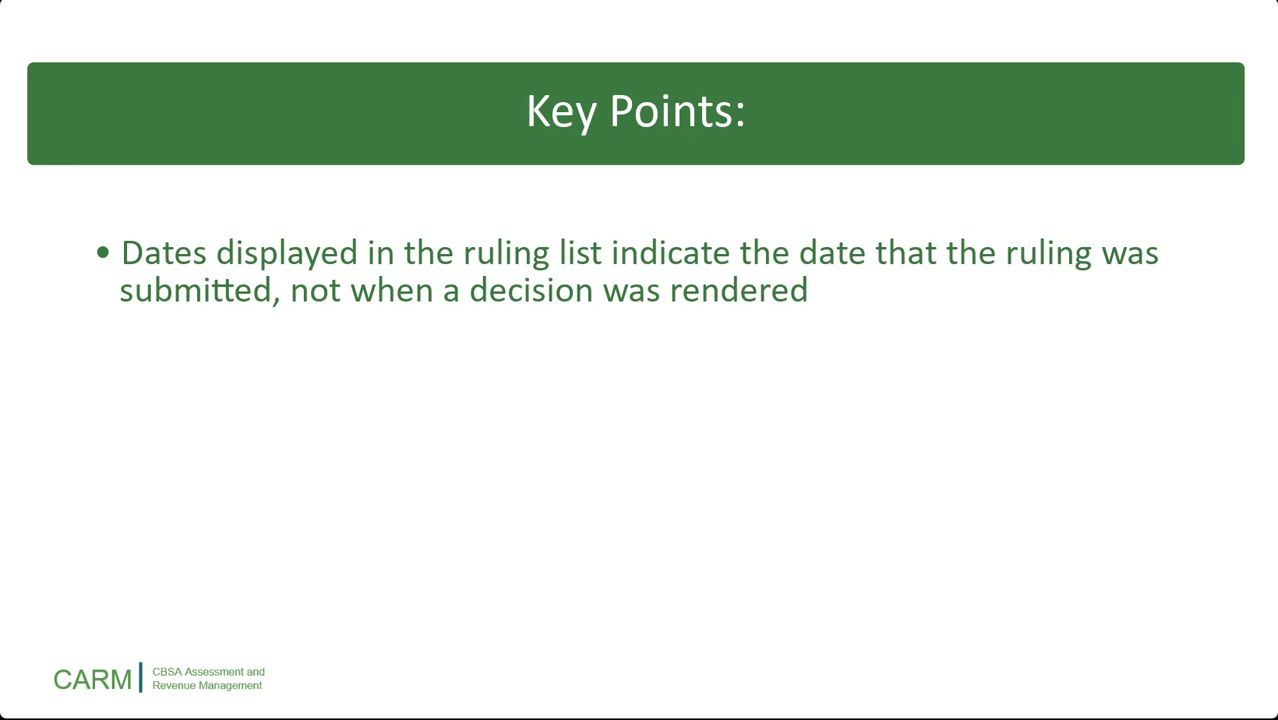 Key Points:
• Dates displayed in the ruling list indicate the date that the ruling was
submitted, not when a decision was rendered
CARM
CBSA Assessment and
Revenue Management